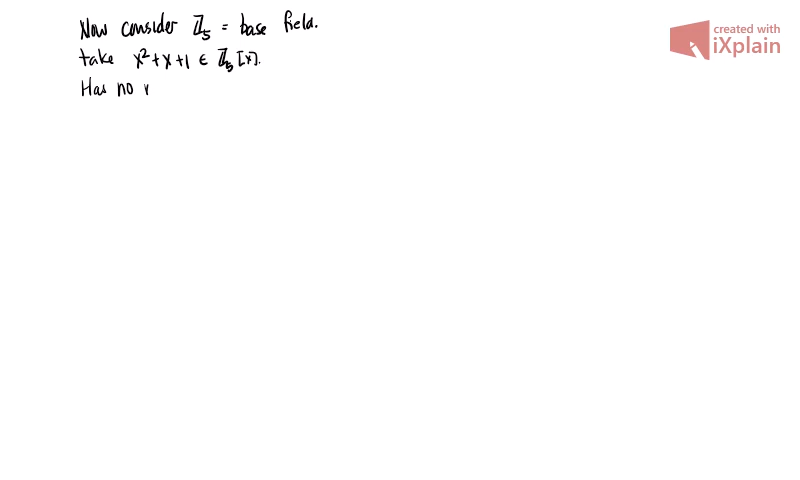 Now consider ℤ₅ = base field.
take x²+x+1 ∈ ℤ₅[x].
Has no
created with
iXplain